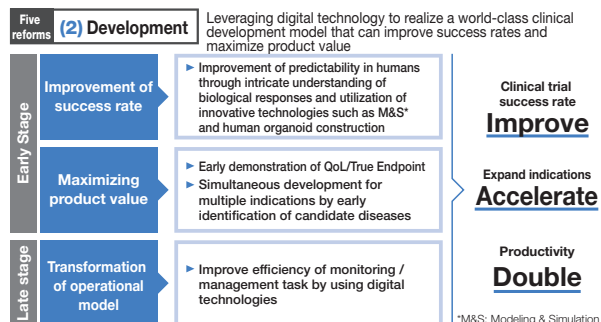 Five
reforms
(2) Development
Leveraging digital technology to realize a world-class clinical
development model that can improve success rates and
maximize product value
Early Stage
Improvement of
success rate
► Improvement of predictability in humans
through intricate understanding of
biological responses and utilization of
innovative technologies such as M&S*
and human organoid construction
Maximizing
product value
► Early demonstration of QoL/True Endpoint
► Simultaneous development for
multiple indications by early
identification of candidate diseases
Late stage
Transformation
of operational
model
► Improve efficiency of monitoring /
management task by using digital
technologies
Clinical trial
success rate
Improve
Expand indications
Accelerate
Productivity
Double
*M&S: Modeling & Simulation